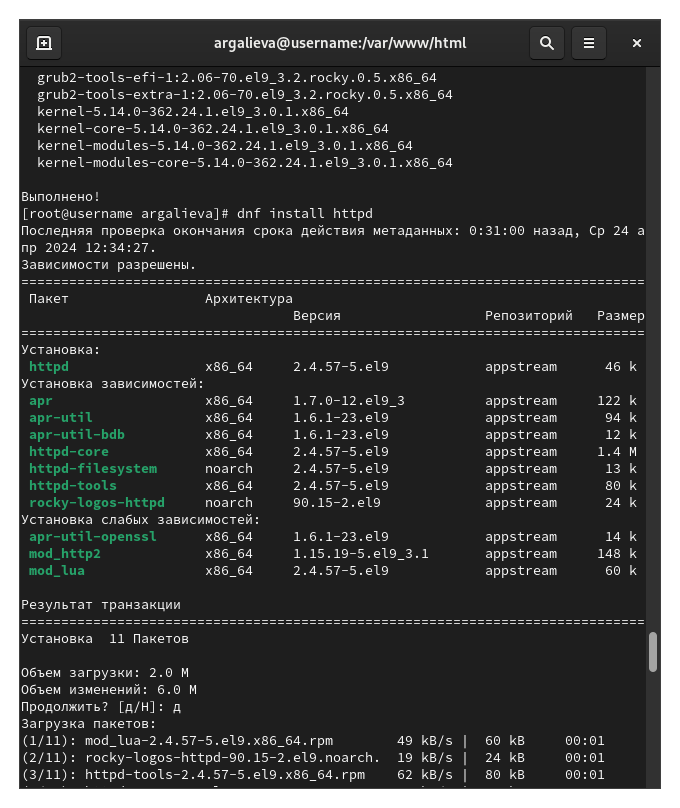 argalieva@username:/var/www/html
grub2-tools-efi-1:2.06-70.el9_3.2.rocky.0.5.x86_64
grub2-tools-extra-1:2.06-70.el9_3.2.rocky.0.5.x86_64
kernel-5.14.0-362.24.1.el9_3.0.1.x86_64
kernel-core-5.14.0-362.24.1.el9_3.0.1.x86_64
kernel-modules-5.14.0-362.24.1.el9_3.0.1.x86_64
kernel-modules-core-5.14.0-362.24.1.el9_3.0.1.x86_64
Выполнено!
[root@username argalieva]# dnf install httpd
Последняя проверка окончания срока действия метаданных: 0:31:00 назад, Ср 24 а
пр 2024 12:34:27.
Зависимости разрешены.
==============================================================================
Пакет Архитектура
Версия Репозиторий Размер
==============================================================================
Установка:
httpd x86_64 2.4.57-5.el9 appstream 46 k
Установка зависимостей:
apr x86_64 1.7.0-12.el9_3 appstream 122 k
apr-util x86_64 1.6.1-23.el9 appstream 94 k
apr-util-bdb x86_64 1.6.1-23.el9 appstream 12 k
httpd-core x86_64 2.4.57-5.el9 appstream 1.4 M
httpd-filesystem noarch 2.4.57-5.el9 appstream 13 k
httpd-tools x86_64 2.4.57-5.el9 appstream 80 k
rocky-logos-httpd noarch 90.15-2.el9 appstream 24 k
Установка слабых зависимостей:
apr-util-openssl x86_64 1.6.1-23.el9 appstream 14 k
mod_http2 x86_64 1.15.19-5.el9_3.1 appstream 148 k
mod_lua x86_64 2.4.57-5.el9 appstream 60 k
Результат транзакции
==============================================================================
Установка 11 Пакетов
Объем загрузки: 2.0 M
Объем изменений: 6.0 M
Продолжить? [д/Н]: д
Загрузка пакетов:
(1/11): mod_lua-2.4.57-5.el9.x86_64.rpm 49 kB/s | 60 kB 00:01
(2/11): rocky-logos-httpd-90.15-2.el9.noarch. 19 kB/s | 24 kB 00:01
(3/11): httpd-tools-2.4.57-5.el9.x86_64.rpm 62 kB/s | 80 kB 00:01